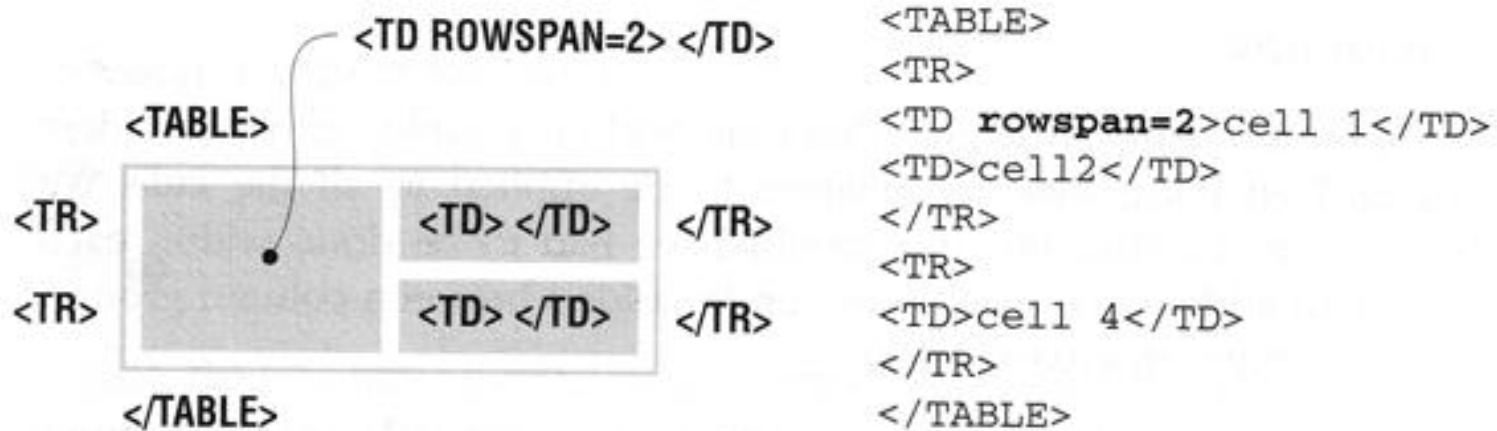 <TD ROWSPAN=2> </TD>
<TABLE>
<TR> <TD> </TD> </TR>
<TR> <TD> </TD> </TR>
</TABLE>
<TABLE>
<TR>
<TD rowspan=2>cell 1</TD>
<TD>cell2</TD>
</TR>
<TR>
<TD>cell 4</TD>
</TR>
</TABLE>